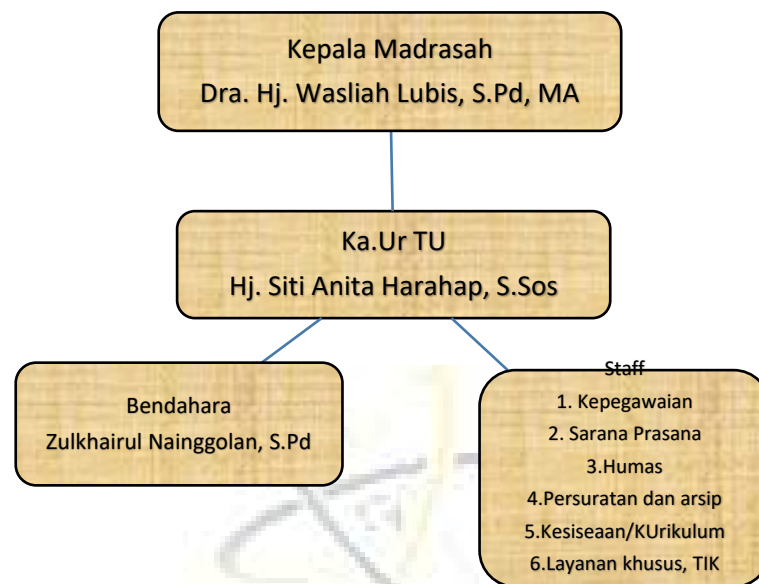 Kepala Madrasah
Dra. Hj. Wasliah Lubis, S.Pd, MA
Ka.Ur TU
Hj. Siti Anita Harahap, S.Sos
Bendahara
Zulkhairul Nainggolan, S.Pd
Staff
1. Kepegawaian
2. Sarana Prasana
3.Humas
4.Persuratan dan arsip
5.Kesiseaan/KUrikulum
6.Layanan khusus, TIK